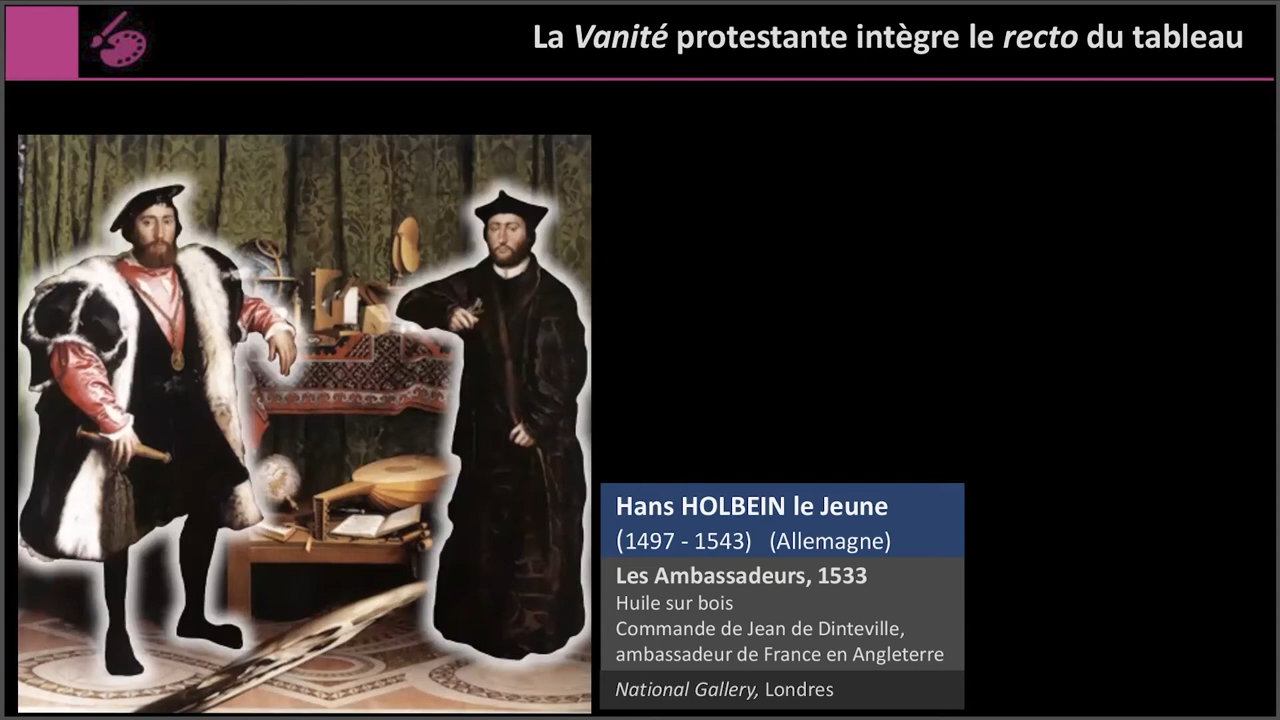 La Vanité protestante intègre le recto du tableau
Hans HOLBEIN le Jeune
(1497 - 1543) (Allemagne)
Les Ambassadeurs, 1533
Huile sur bois
Commande de Jean de Dinteville,
ambassadeur de France en Angleterre
National Gallery, Londres